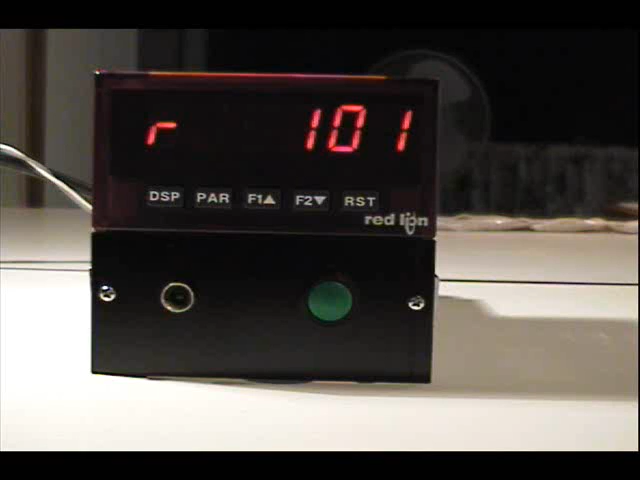 r 101
DSP PAR F1▲ F2▼ RST
red lion